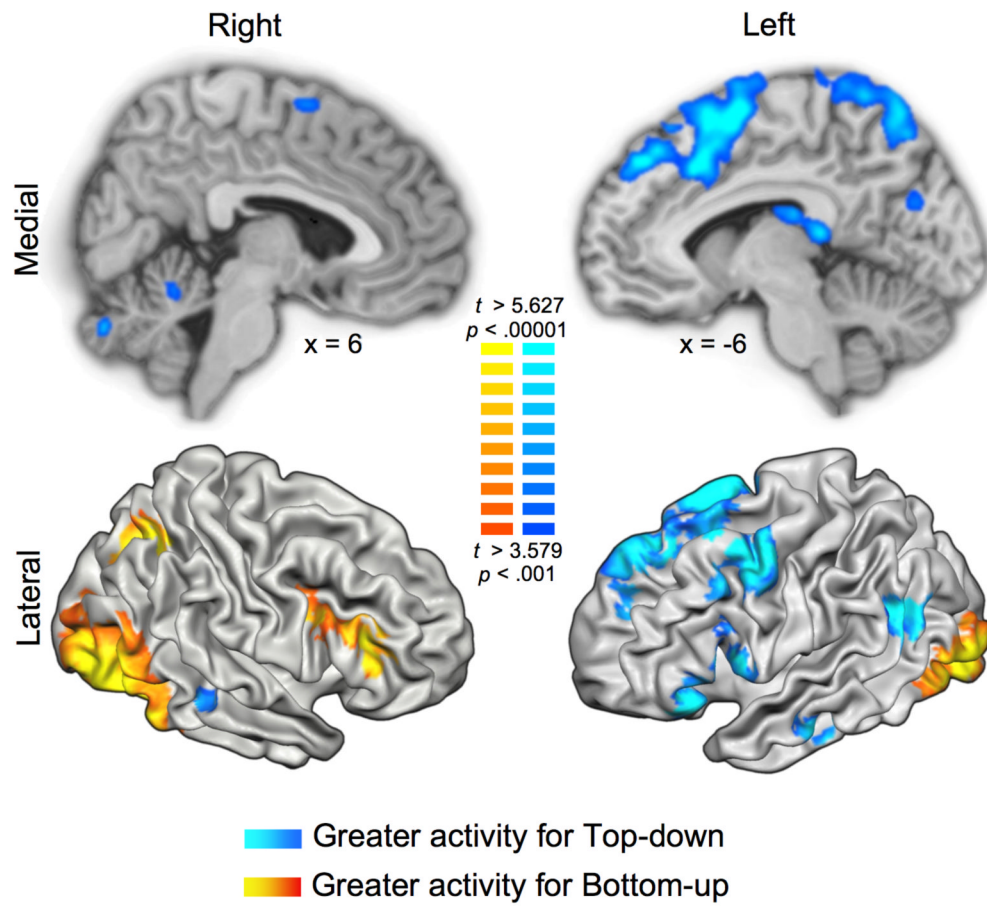 Right
Left
Medial
x = 6
t > 5.627
p < .00001
x = -6
t > 3.579
p < .001
Lateral
Greater activity for Top-down
Greater activity for Bottom-up